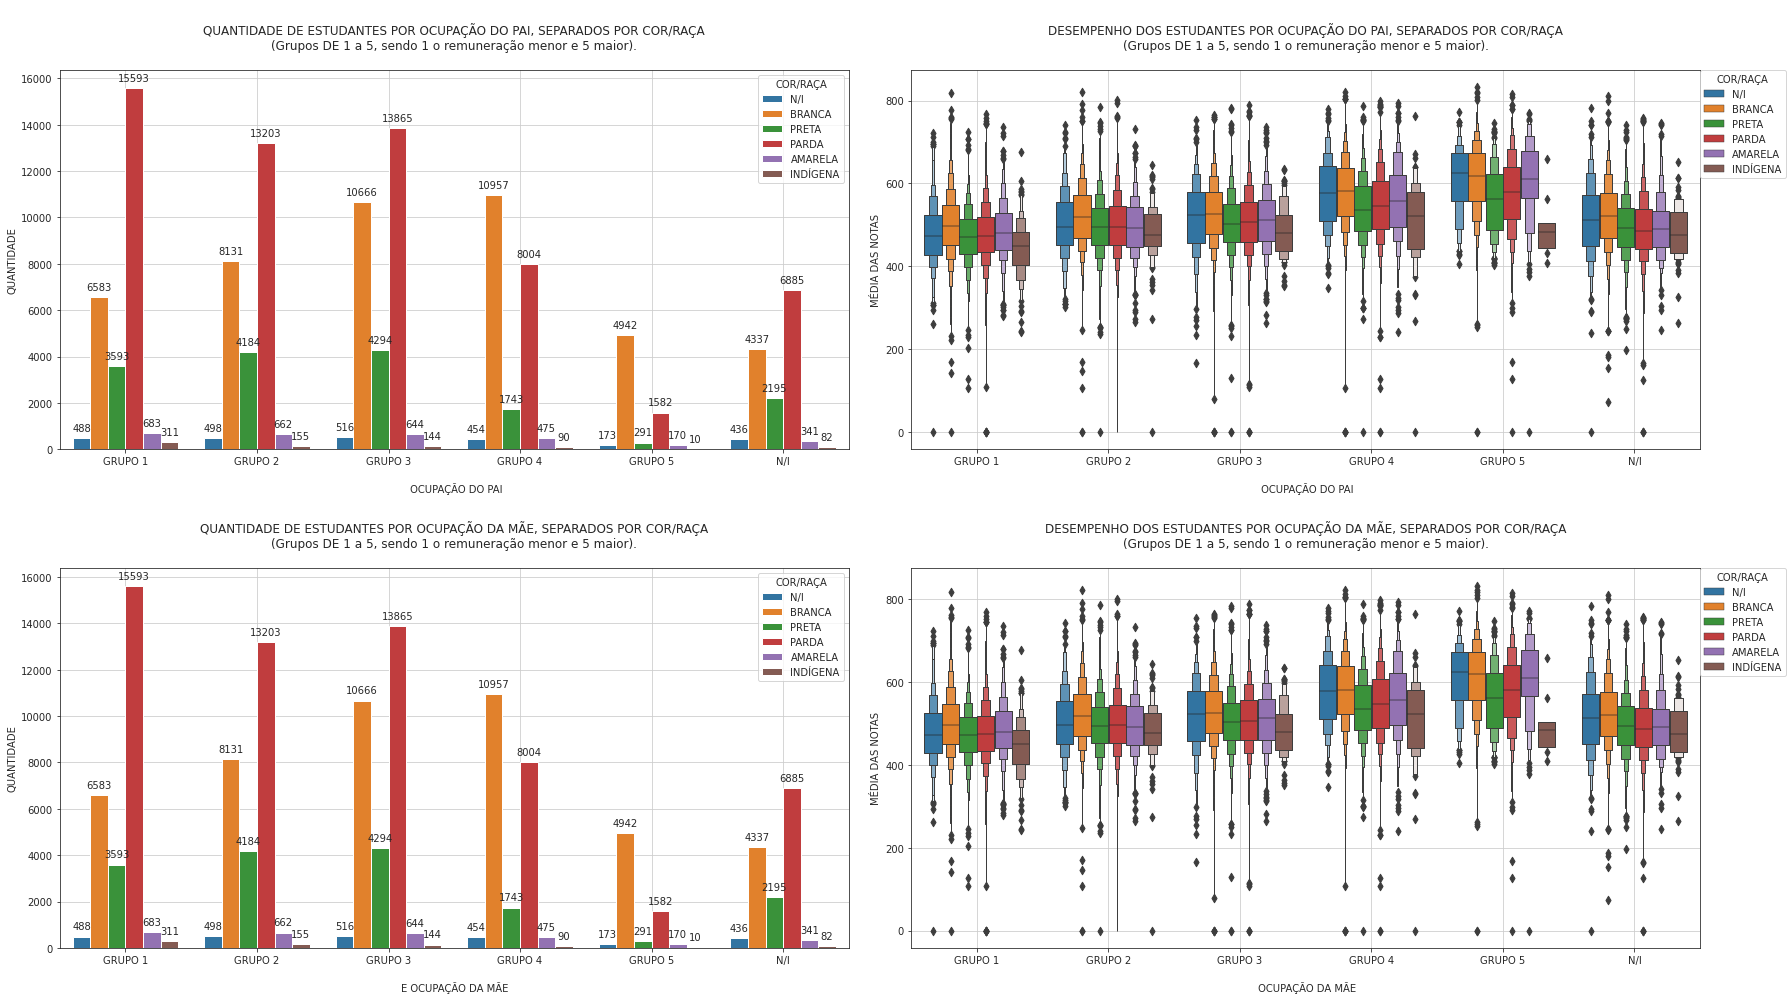 QUANTIDADE DE ESTUDANTES POR OCUPAÇÃO DO PAI, SEPARADOS POR COR/RAÇA
(Grupos DE 1 a 5, sendo 1 o remuneração menor e 5 maior).
QUANTIDADE
16000
14000
12000
10000
8000
6000
4000
2000
0
488 6583 3593 15593 683 311
498 8131 4184 13203 662 155
516 10666 4294 13865 644 144
454 10957 1743 8004 475 90
173 4942 291 1582 170 10
436 4337 2195 6885 341 82
COR/RAÇA
N/I
BRANCA
PRETA
PARDA
AMARELA
INDÍGENA
GRUPO 1 GRUPO 2 GRUPO 3 GRUPO 4 GRUPO 5 N/I
OCUPAÇÃO DO PAI
DESEMPENHO DOS ESTUDANTES POR OCUPAÇÃO DO PAI, SEPARADOS POR COR/RAÇA
(Grupos DE 1 a 5, sendo 1 o remuneração menor e 5 maior).
MÉDIA DAS NOTAS
800
600
400
200
0
COR/RAÇA
N/I
BRANCA
PRETA
PARDA
AMARELA
INDÍGENA
GRUPO 1 GRUPO 2 GRUPO 3 GRUPO 4 GRUPO 5 N/I
OCUPAÇÃO DO PAI
QUANTIDADE DE ESTUDANTES POR OCUPAÇÃO DA MÃE, SEPARADOS POR COR/RAÇA
(Grupos DE 1 a 5, sendo 1 o remuneração menor e 5 maior).
QUANTIDADE
16000
14000
12000
10000
8000
6000
4000
2000
0
488 6583 3593 15593 683 311
498 8131 4184 13203 662 155
516 10666 4294 13865 644 144
454 10957 1743 8004 475 90
173 4942 291 1582 170 10
436 4337 2195 6885 341 82
COR/RAÇA
N/I
BRANCA
PRETA
PARDA
AMARELA
INDÍGENA
GRUPO 1 GRUPO 2 GRUPO 3 GRUPO 4 GRUPO 5 N/I
E OCUPAÇÃO DA MÃE
DESEMPENHO DOS ESTUDANTES POR OCUPAÇÃO DA MÃE, SEPARADOS POR COR/RAÇA
(Grupos DE 1 a 5, sendo 1 o remuneração menor e 5 maior).
MÉDIA DAS NOTAS
800
600
400
200
0
COR/RAÇA
N/I
BRANCA
PRETA
PARDA
AMARELA
INDÍGENA
GRUPO 1 GRUPO 2 GRUPO 3 GRUPO 4 GRUPO 5 N/I
OCUPAÇÃO DA MÃE